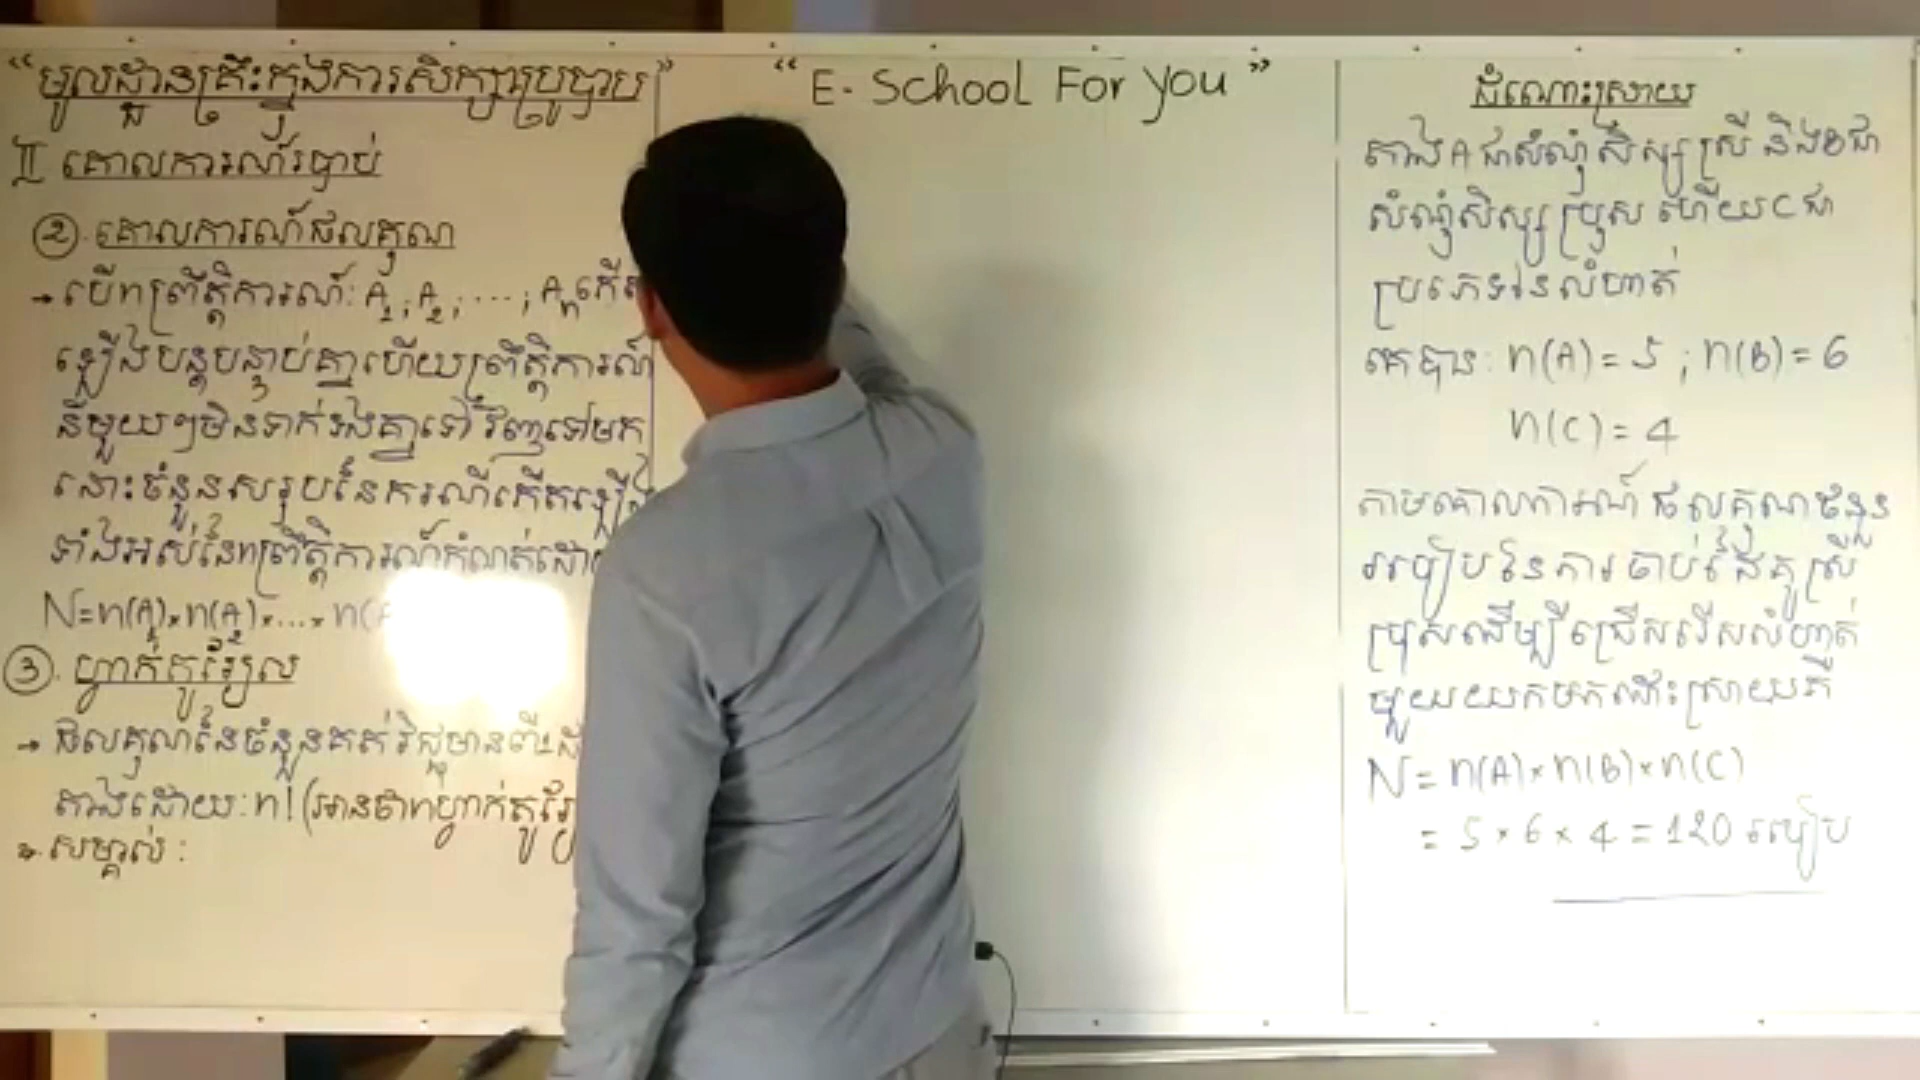 “មូលដ្ឋានគ្រឹះក្នុងការសិក្សាប្រូបាប”
II គោលការណ៍រាប់
②. គោលការណ៍ផលគុណ
→ បើ n ព្រឹត្តិការណ៍: A₁; A₂; ....; Aₙ កើត
ឡើងបន្តបន្ទាប់គ្នាហើយព្រឹត្តិការណ៍
និមួយៗមិនទាក់ទងគ្នាទៅវិញទៅមក
នោះចំនួនសរុបនៃករណីកើតឡើង
ទាំងអស់នៃ n ព្រឹត្តិការណ៍កំណត់ដោយ
N=n(A₁)×n(A₂)×...× n(A
③. ហ្វាក់តូរ្យែល
→ ផលគុណនៃចំនួនគត់វិជ្ជមានពី 1
តាងដោយ: n! (អានថា n ហ្វាក់តូរ្យែ
* សម្គាល់ :
“ E- School For you ”
ដំណោះស្រាយ
តាង A ជាសំណុំសិស្សស្រី និង B ជា
សំណុំសិស្សប្រុស ហើយ C ជា
ប្រភេទនៃលំហាត់
គេបាន: n(A) = 5 ; n(B) = 6
n(C) = 4
តាមគោលការណ៍ផលគុណចំនួន
របៀបនៃការចាប់ដៃគូស្រី
ប្រុសដើម្បីជ្រើសរើសលំហាត់
មួយយកមកដោះស្រាយគឺ
N = n(A)×n(B)×n(C)
= 5 × 6 × 4 = 120 របៀប